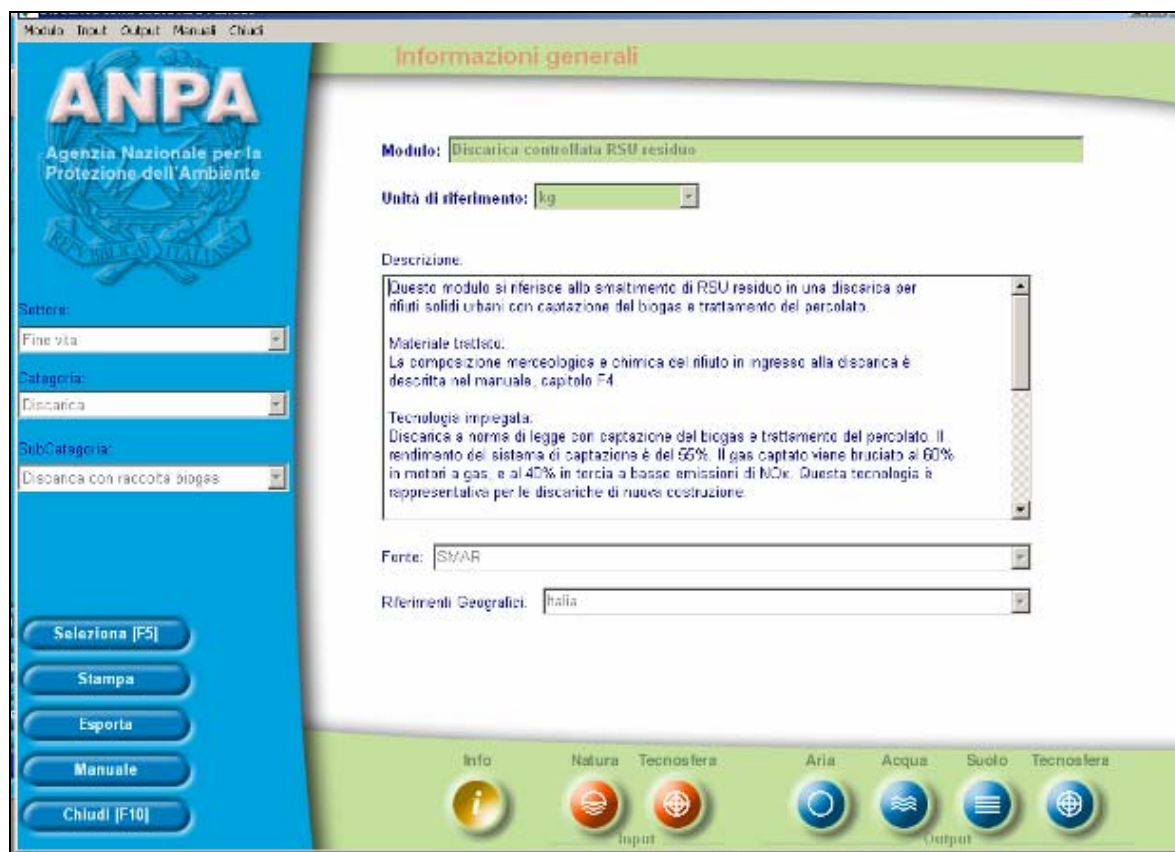 Modulo Input Output Manuali Chiudi
Informazioni generali
ANPA
Agenzia Nazionale per la
Protezione dell'Ambiente
REPUBBLICA ITALIANA
Settore:
Fine vita
Categoria:
Discarica
SubCategoria:
Discarica con raccolta biogas
Modulo: Discarica controllata RSU residuo
Unità di riferimento: kg
Descrizione:
Questo modulo si riferisce allo smaltimento di RSU residuo in una discarica per
rifiuti solidi urbani con captazione del biogas e trattamento del percolato.
Materiale trattato:
La composizione merceologica e chimica del rifiuto in ingresso alla discarica è
descritta nel manuale, capitolo F4.
Tecnologia impiegata:
Discarica a norma di legge con captazione del biogas e trattamento del percolato. Il
rendimento del sistema di captazione è del 55%. Il gas captato viene bruciato al 60%
in motori a gas, e al 40% in torcia a basse emissioni di NOx. Questa tecnologia è
rappresentativa per le discariche di nuova costruzione.
Fonte: SMAR
Riferimenti Geografici: Italia
Seleziona [F5]
Stampa
Esporta
Manuale
Chiudi [F10]
Info Natura Tecnosfera Aria Acqua Suolo Tecnosfera
Input Output